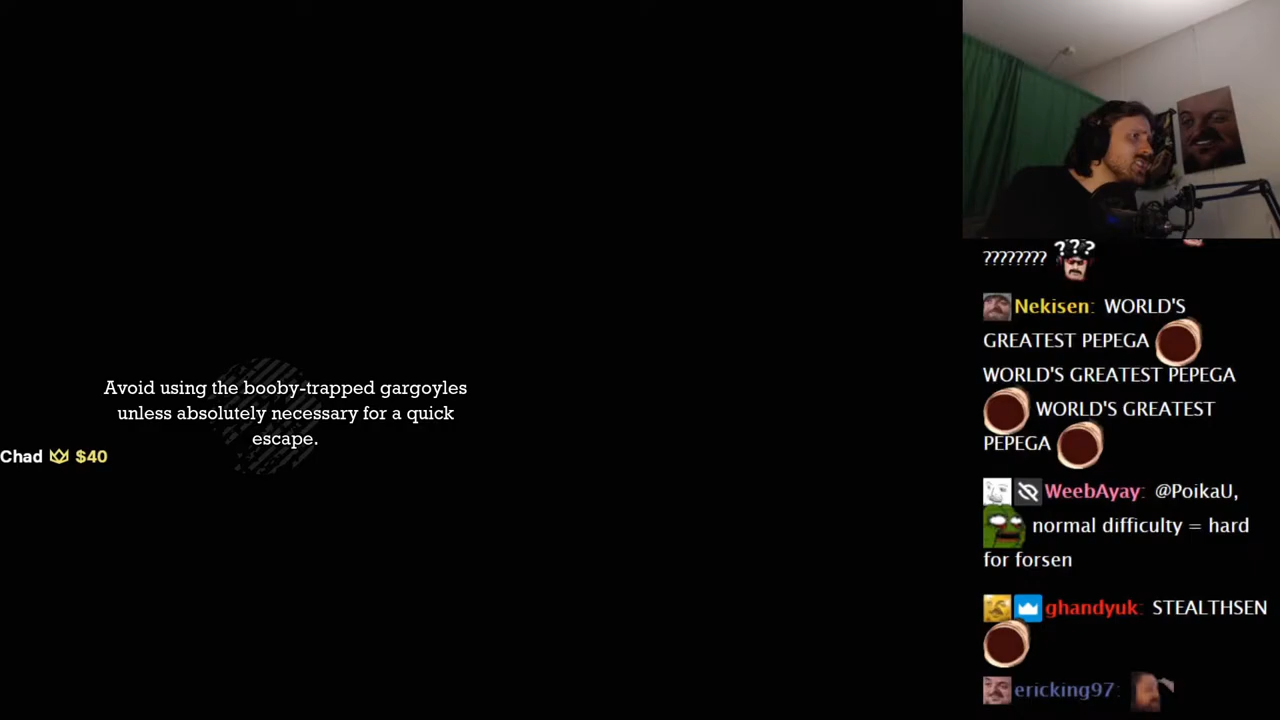 Avoid using the booby-trapped gargoyles
unless absolutely necessary for a quick
escape.
Chad $40
????????
???
Nekisen: WORLD'S
GREATEST PEPEGA
WORLD'S GREATEST PEPEGA
WORLD'S GREATEST
PEPEGA
WeebAyay: @PoikaU,
normal difficulty = hard
for forsen
ghandyuk: STEALTHSEN
ericking97: